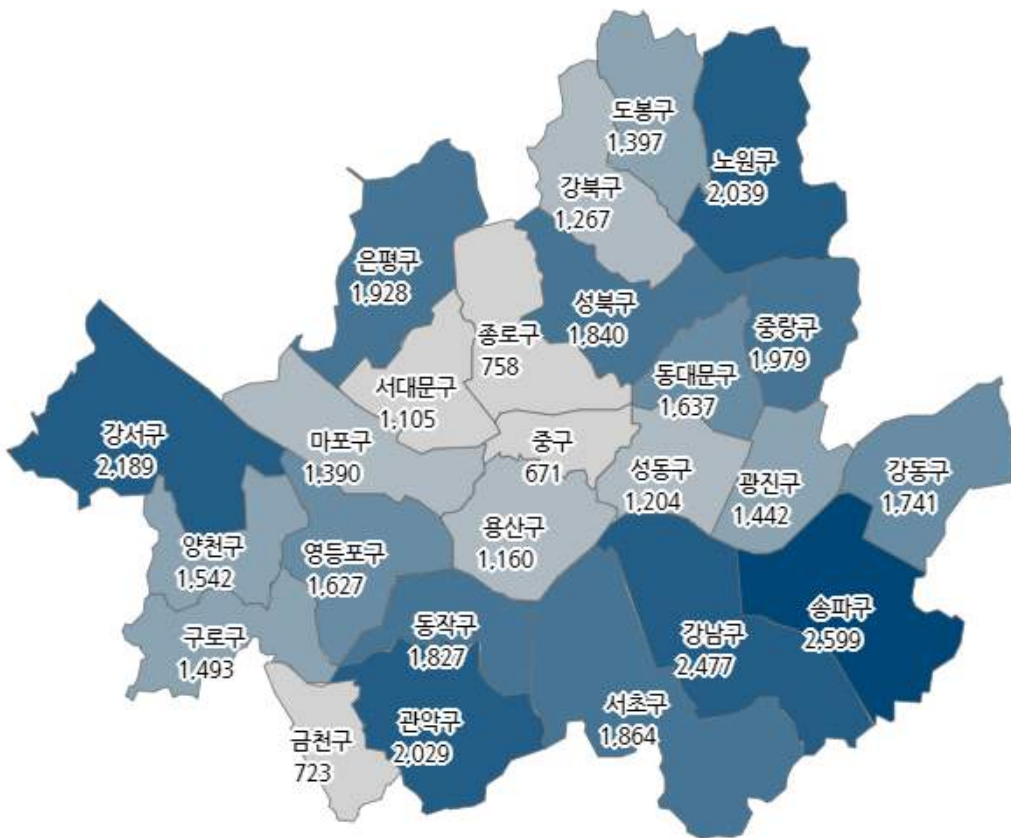 도봉구
1,397
노원구
2,039
강북구
1,267
은평구
1,928
성북구
1,840
중랑구
1,979
종로구
758
동대문구
1,637
서대문구
1,105
강서구
2,189
마포구
1,390
중구
671
성동구
1,204
광진구
1,442
강동구
1,741
용산구
1,160
양천구
1,542
영등포구
1,627
송파구
2,599
구로구
1,493
동작구
1,827
강남구
2,477
서초구
1,864
관악구
2,029
금천구
723